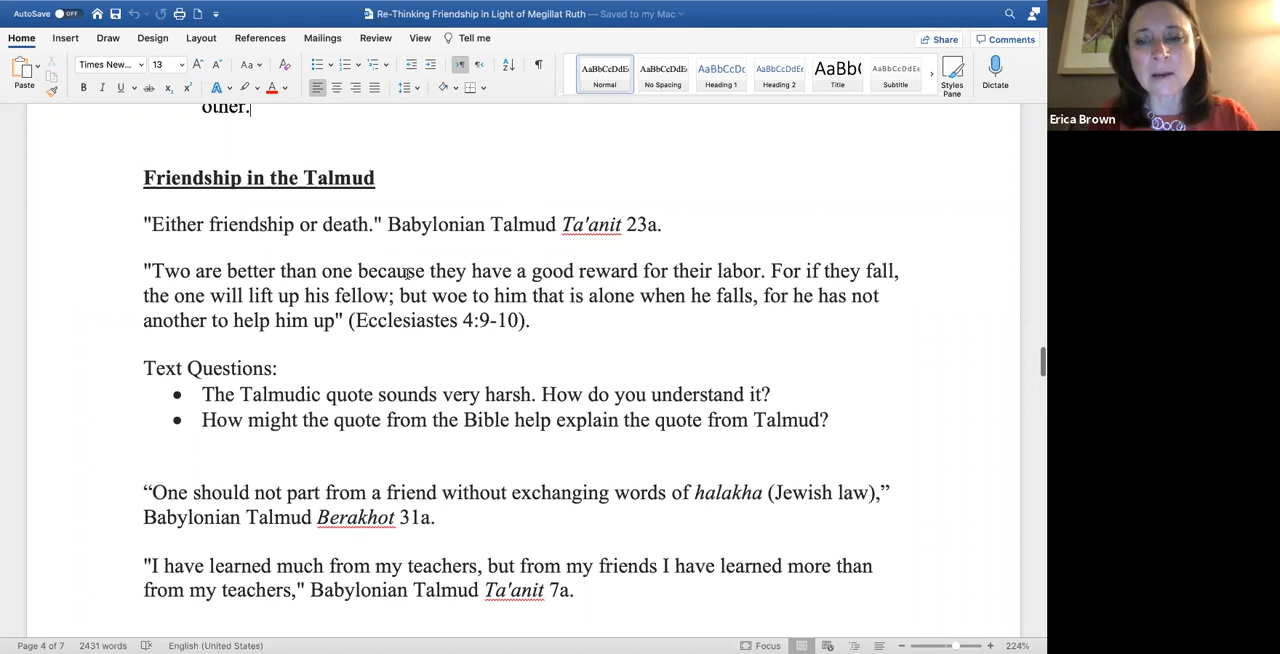 AutoSave OFF Re-Thinking Friendship in Light of Megillat Ruth — Saved to my Mac
Home Insert Draw Design Layout References Mailings Review View Tell me Share Comments
Paste Times New... 13 Aa AaBbCcDdEe AaBbCcDdEe AaBbCcDc AaBbCcDdEe AaBb( AaBbCcDdEe Styles Pane Dictate
Normal No Spacing Heading 1 Heading 2 Title Subtitle
Erica Brown
other.
Friendship in the Talmud
"Either friendship or death." Babylonian Talmud Ta'anit 23a.
"Two are better than one because they have a good reward for their labor. For if they fall,
the one will lift up his fellow; but woe to him that is alone when he falls, for he has not
another to help him up" (Ecclesiastes 4:9-10).
Text Questions:
• The Talmudic quote sounds very harsh. How do you understand it?
• How might the quote from the Bible help explain the quote from Talmud?
“One should not part from a friend without exchanging words of halakha (Jewish law),”
Babylonian Talmud Berakhot 31a.
"I have learned much from my teachers, but from my friends I have learned more than
from my teachers," Babylonian Talmud Ta'anit 7a.
Page 4 of 7 2431 words English (United States) Focus 224%